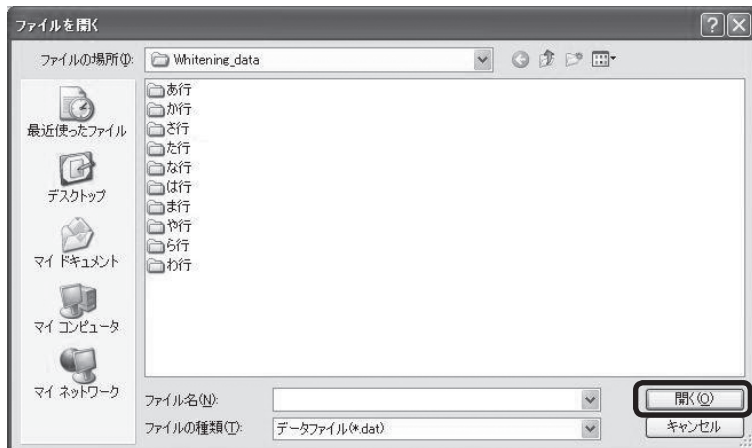 ファイルを開く
ファイルの場所(I):
Whitening_data
最近使ったファイル
デスクトップ
マイ ドキュメント
マイ コンピュータ
マイ ネットワーク
あ行
か行
さ行
た行
な行
は行
ま行
や行
ら行
わ行
ファイル名(N):
開く(O)
ファイルの種類(T):
データファイル(*.dat)
キャンセル